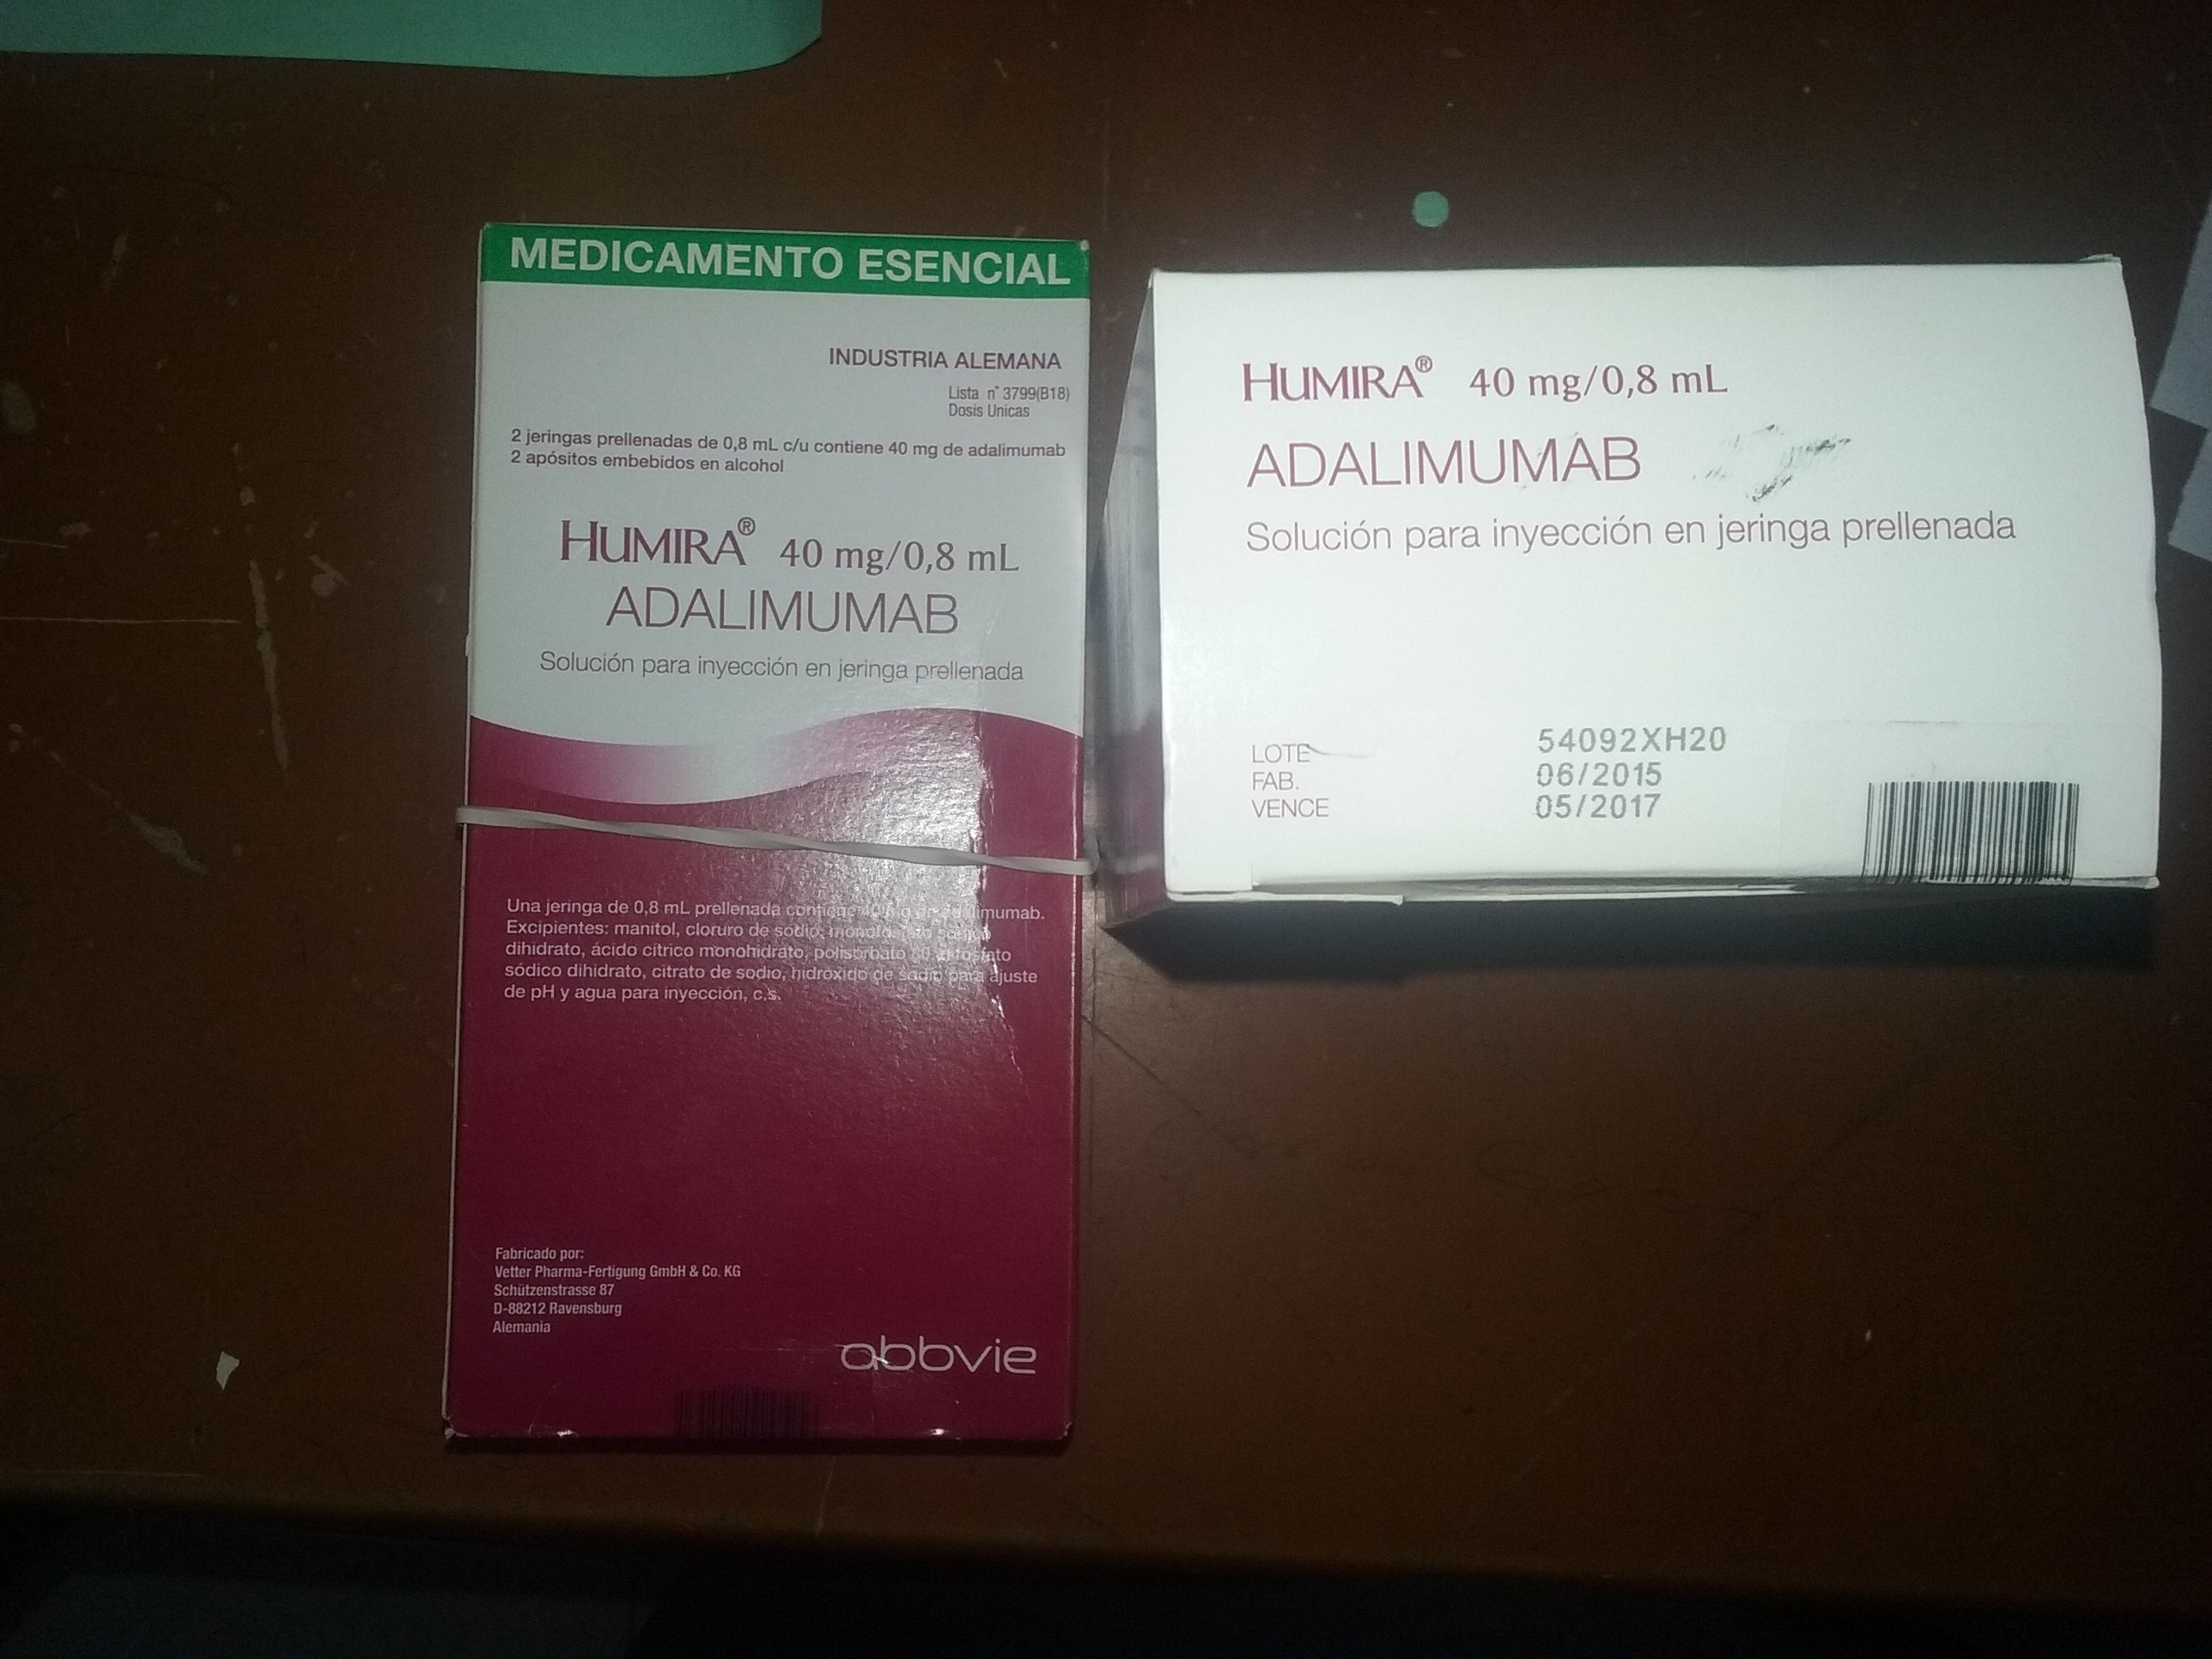 MEDICAMENTO ESENCIAL
INDUSTRIA ALEMANA
Lista n° 3799(B18)
Dosis Unicas
2 jeringas prellenadas de 0,8 mL c/u contiene 40 mg de adalimumab
2 apósitos embebidos en alcohol
HUMIRA® 40 mg/0,8 mL
ADALIMUMAB
Solución para inyección en jeringa prellenada
Una jeringa de 0,8 mL prellenada
Excipientes: manitol, cloruro de sodio,
dihidrato, ácido cítrico monohidrato, polisorbato
sódico dihidrato, citrato de sodio, hidróxido de sodio para ajuste
de pH y agua para inyección, c.s.
Fabricado por:
Vetter Pharma-Fertigung GmbH & Co. KG
Schützenstrasse 87
D-88212 Ravensburg
Alemania
abbvie
HUMIRA® 40 mg/0,8 mL
ADALIMUMAB
Solución para inyección en jeringa prellenada
LOTE 54092XH20
FAB. 06/2015
VENCE 05/2017